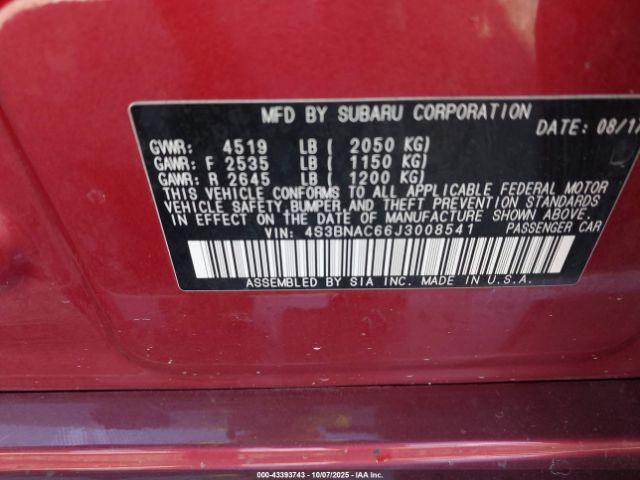 MFD BY SUBARU CORPORATION
DATE: 08/17
GVWR: 4519 LB ( 2050 KG)
GAWR: F 2535 LB ( 1150 KG)
GAWR: R 2645 LB ( 1200 KG)
THIS VEHICLE CONFORMS TO ALL APPLICABLE FEDERAL MOTOR
VEHICLE SAFETY,BUMPER,AND THEFT PREVENTION STANDARDS
IN EFFECT ON THE DATE OF MANUFACTURE SHOWN ABOVE.
VIN: 4S3BNAC66J3008541 PASSENGER CAR
ASSEMBLED BY SIA INC. MADE IN U.S.A.
000-43393743 - 10/07/2025 - IAA Inc.